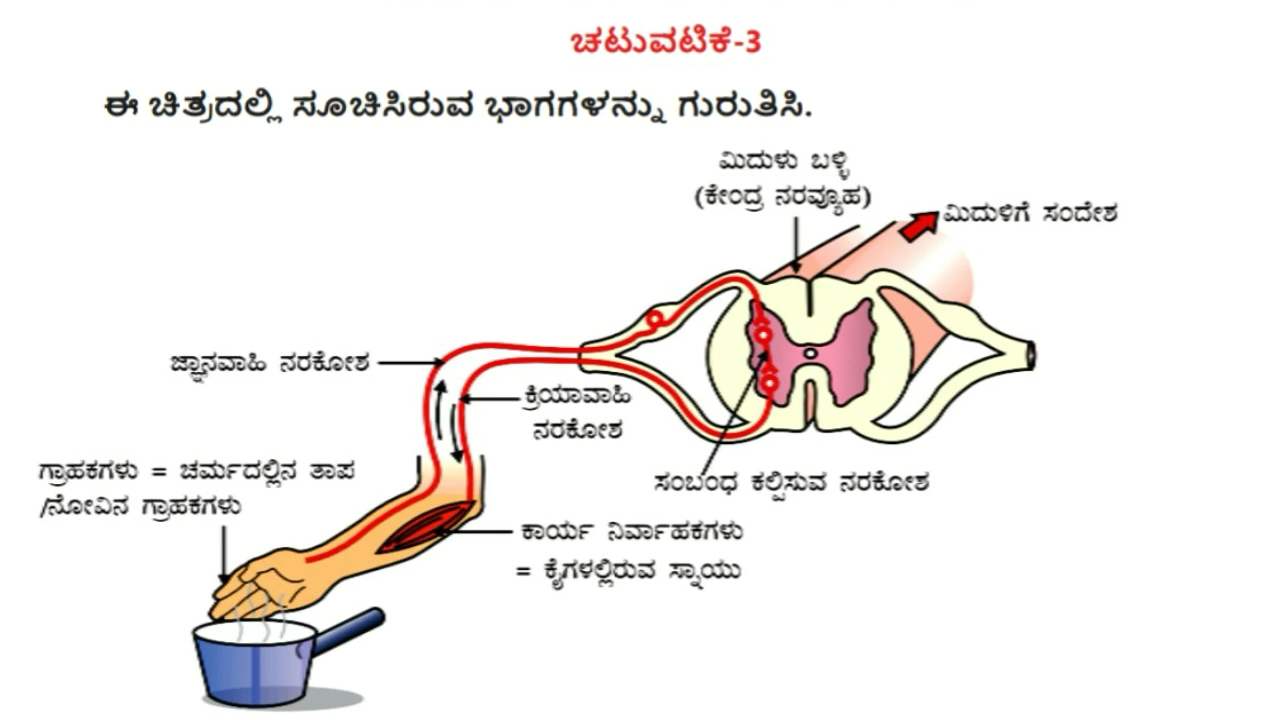 ಚಟುವಟಿಕೆ-3
ಈ ಚಿತ್ರದಲ್ಲಿ ಸೂಚಿಸಿರುವ ಭಾಗಗಳನ್ನು ಗುರುತಿಸಿ.
ಮಿದುಳು ಬಳ್ಳಿ
(ಕೇಂದ್ರ ನರವ್ಯೂಹ)
ಮಿದುಳಿಗೆ ಸಂದೇಶ
ಜ್ಞಾನವಾಹಿ ನರಕೋಶ
ಕ್ರಿಯಾವಾಹಿ
ನರಕೋಶ
ಗ್ರಾಹಕಗಳು = ಚರ್ಮದಲ್ಲಿನ ತಾಪ
/ನೋವಿನ ಗ್ರಾಹಕಗಳು
ಸಂಬಂಧ ಕಲ್ಪಿಸುವ ನರಕೋಶ
ಕಾರ್ಯ ನಿರ್ವಾಹಕಗಳು
= ಕೈಗಳಲ್ಲಿರುವ ಸ್ನಾಯು